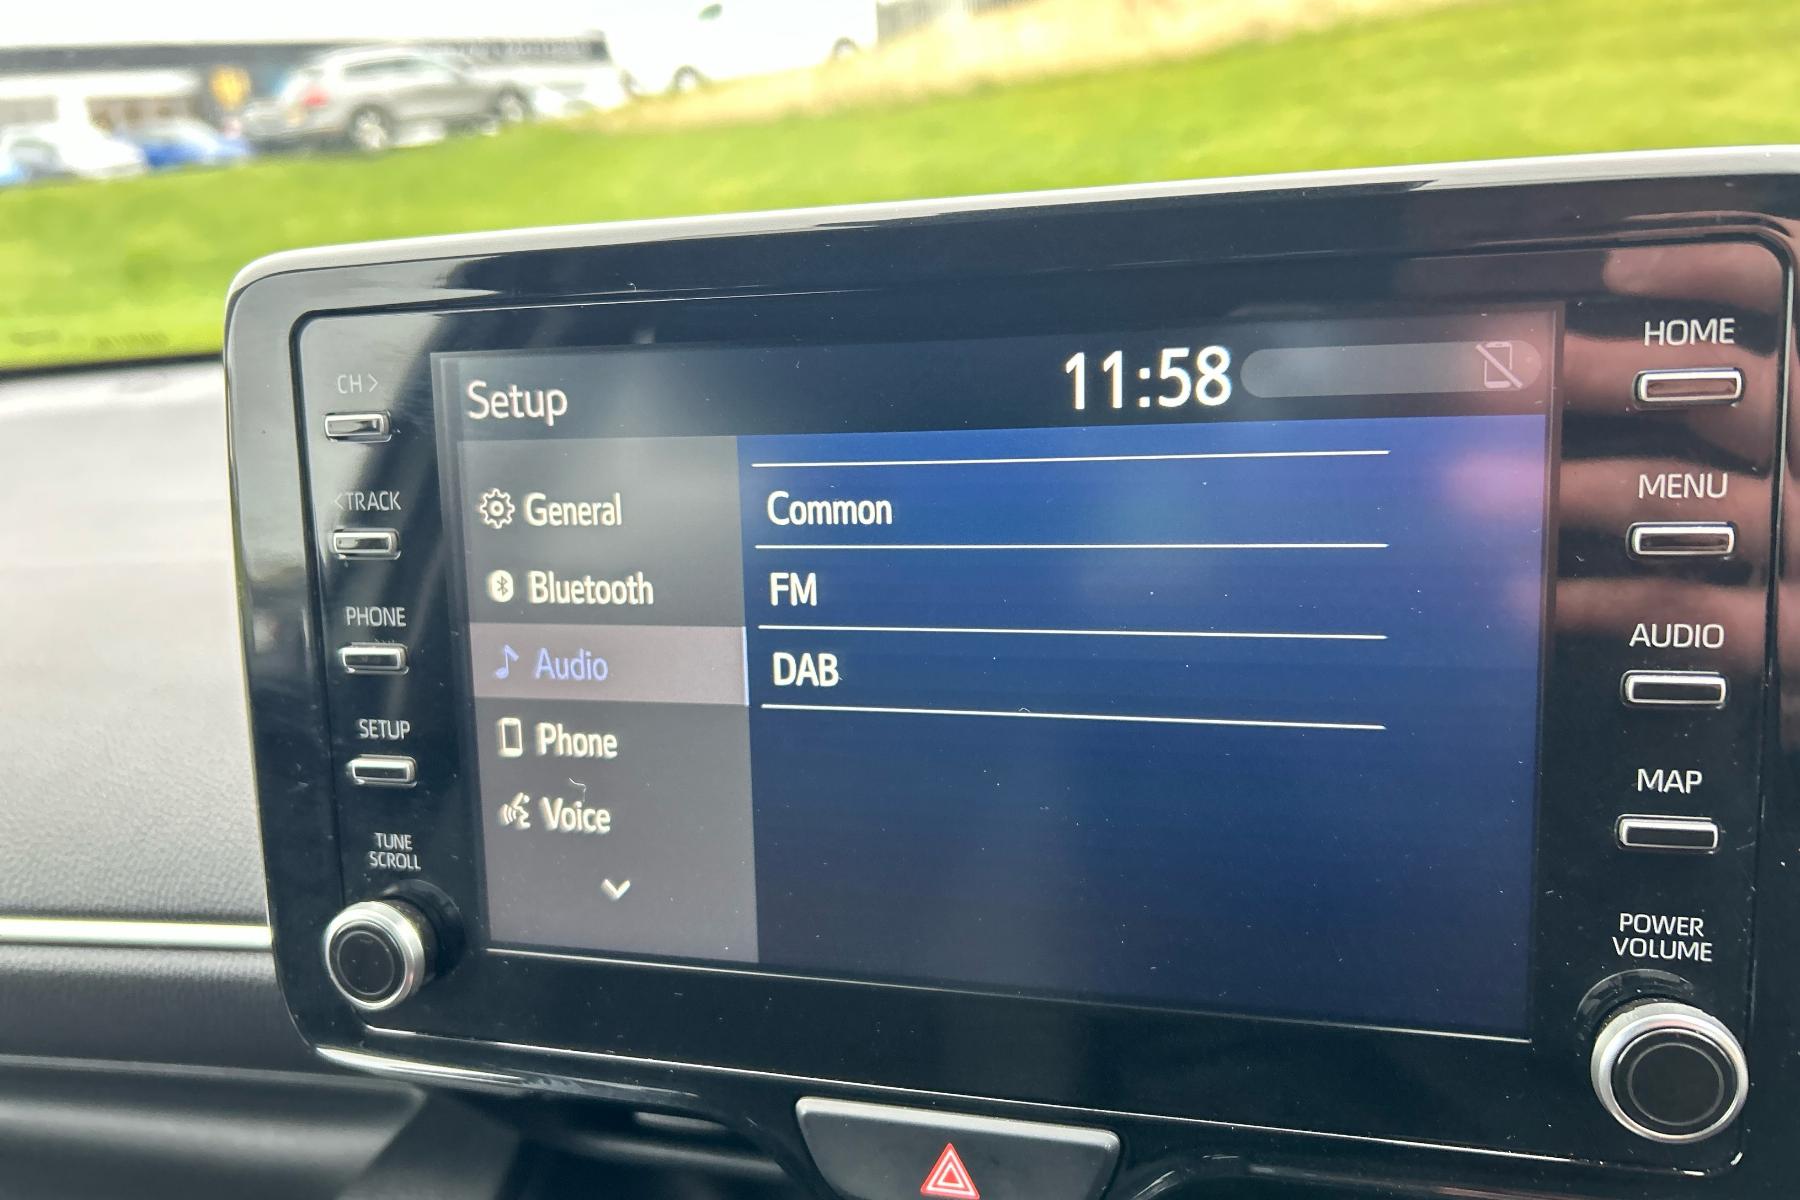 CH >
< TRACK
PHONE
SETUP
TUNE
SCROLL
Setup
11:58
General
Bluetooth
Audio
Phone
Voice
Common
FM
DAB
HOME
MENU
AUDIO
MAP
POWER
VOLUME